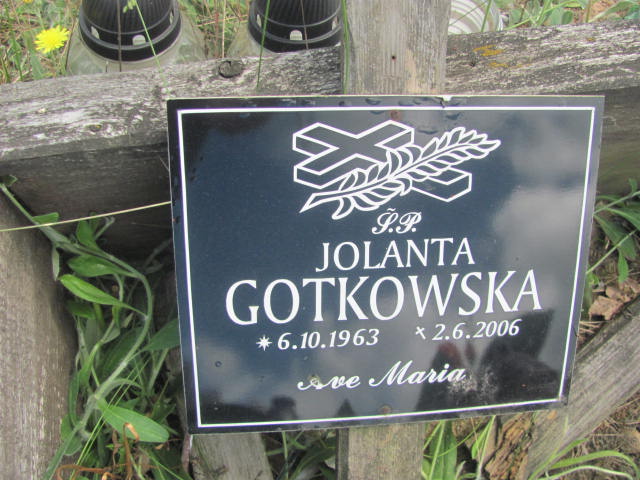 Ś.P.
JOLANTA
GOTKOWSKA
* 6.10.1963 ✝ 2.6.2006
Ave Maria